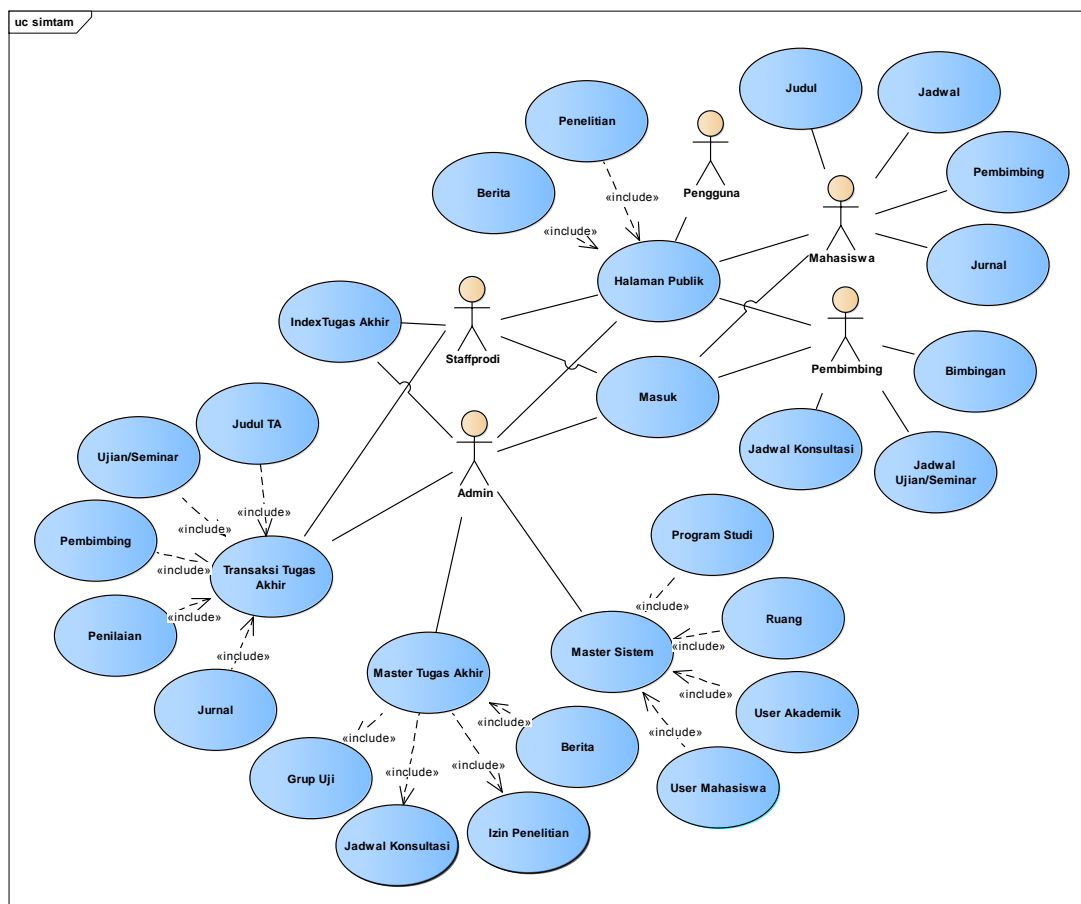 uc simtam
Judul
Jadwal
Penelitian
Pengguna
Pembimbing
Berita
«include»
«include»
Mahasiswa
Jurnal
Halaman Publik
IndexTugas Akhir
Staffprodi
Pembimbing
Bimbingan
Masuk
Judul TA
Jadwal Konsultasi
Ujian/Seminar
Jadwal
Ujian/Seminar
Admin
Pembimbing
«include»
«include»
«include»
Program Studi
Transaksi Tugas
Akhir
Penilaian
«include»
«include»
«include»
Ruang
«include»
Master Sistem
Master Tugas Akhir
Jurnal
«include»
User Akademik
«include»
«include»
«include»
Berita
Grup Uji
«include»
«include»
User Mahasiswa
Izin Penelitian
Jadwal Konsultasi